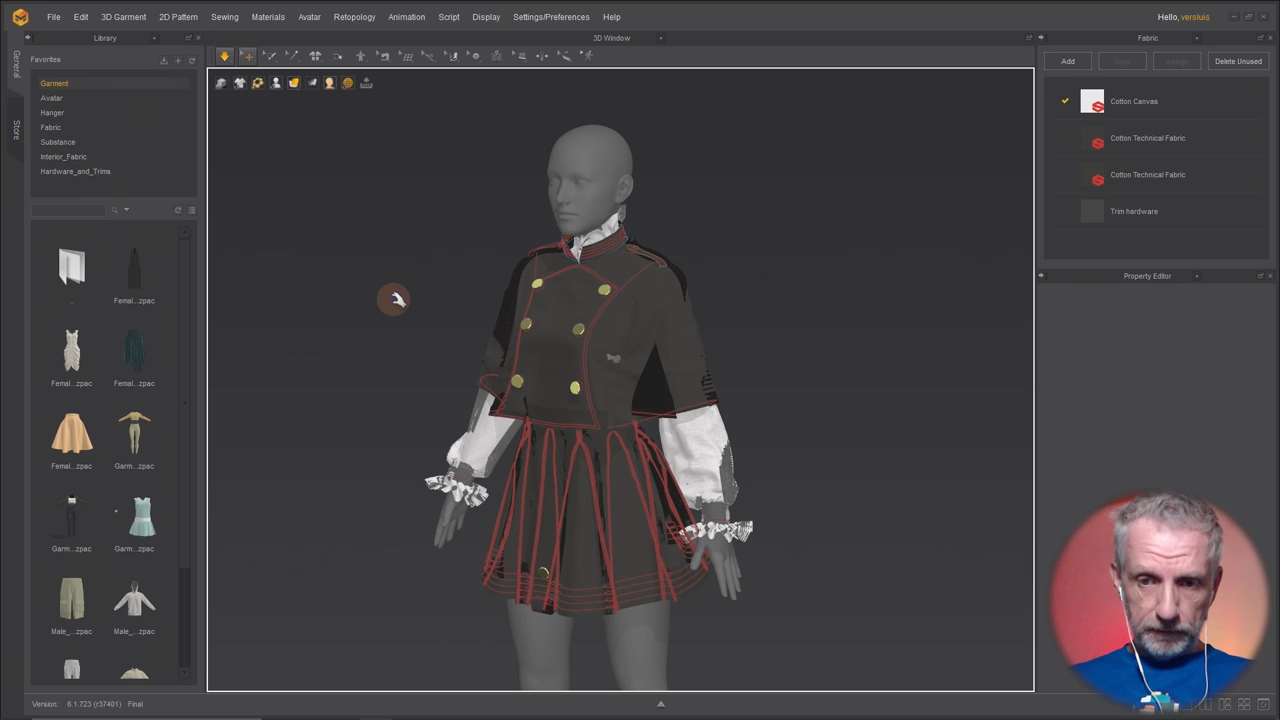 File Edit 3D Garment 2D Pattern Sewing Materials Avatar Retopology Animation Script Display Settings/Preferences Help
Hello, versluis
Library
3D Window
Fabric
General
Store
Favorites
Garment
Avatar
Hanger
Fabric
Substance
Interior_Fabric
Hardware_and_Trims
Femal....zpac
Femal....zpac
Femal....zpac
Femal....zpac
Garm....zpac
Garm....zpac
Garm....zpac
Male_....zpac
Male_....zpac
Add
Delete Unused
Cotton Canvas
Cotton Technical Fabric
Cotton Technical Fabric
Trim hardware
Property Editor
Version: 6.1.723 (r37401) Final